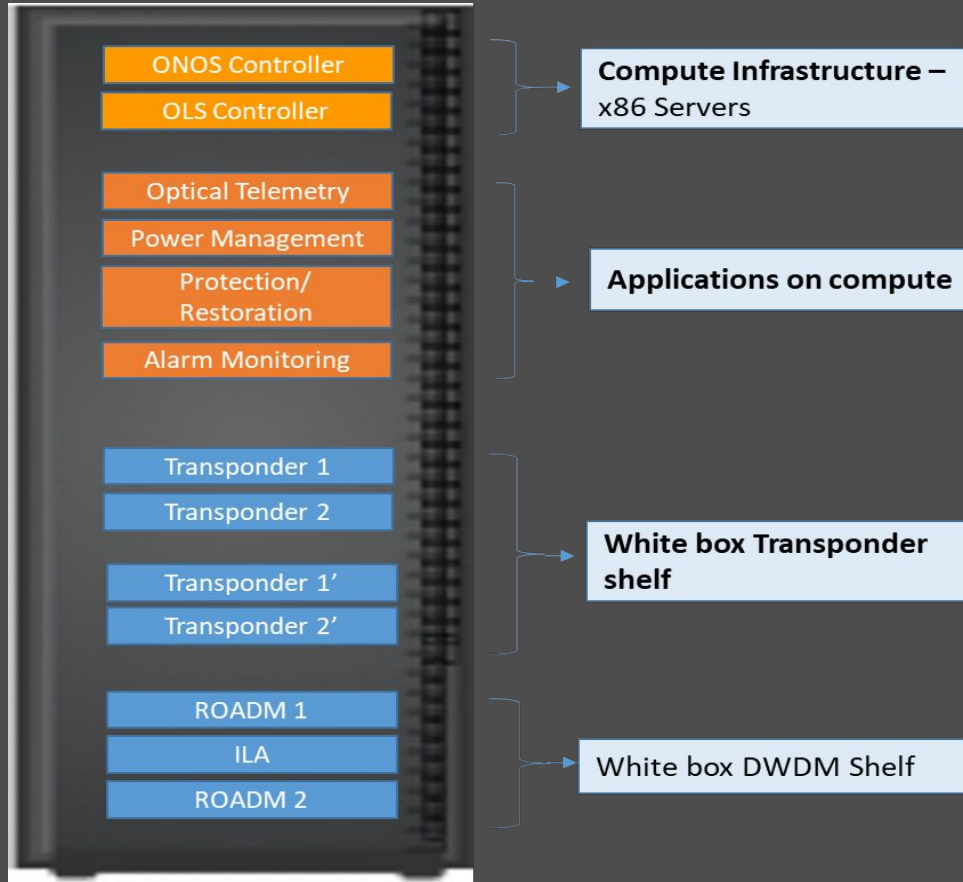 ONOS Controller
OLS Controller
Compute Infrastructure –
x86 Servers
Optical Telemetry
Power Management
Protection/
Restoration
Alarm Monitoring
Applications on compute
Transponder 1
Transponder 2
Transponder 1’
Transponder 2’
White box Transponder
shelf
ROADM 1
ILA
ROADM 2
White box DWDM Shelf